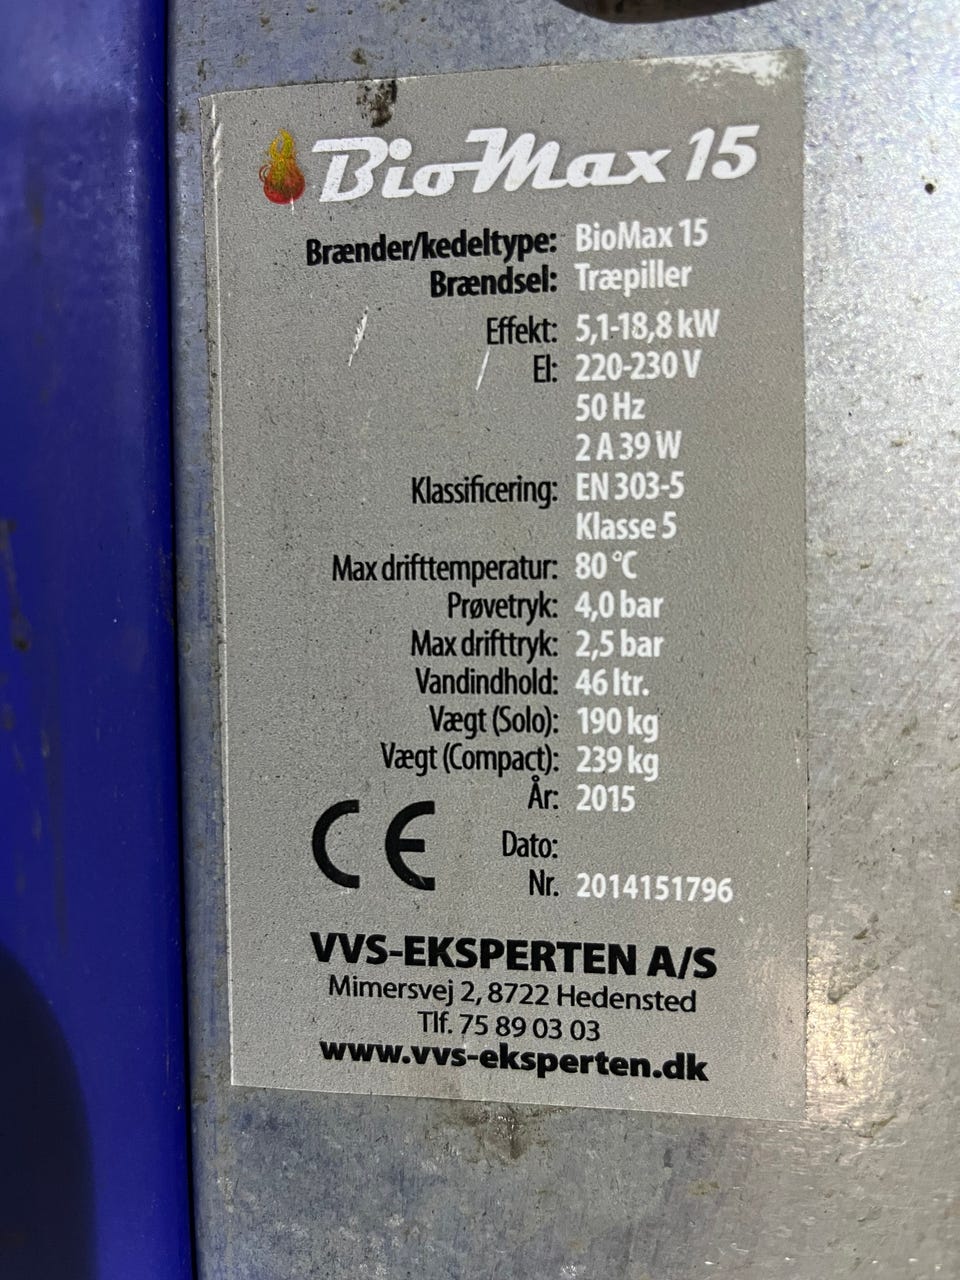 BioMax 15
Brænder/kedeltype: BioMax 15
Brændsel: Træpiller
Effekt: 5,1-18,8 kW
El: 220-230 V
50 Hz
2 A 39 W
Klassificering: EN 303-5
Klasse 5
Max drifttemperatur: 80 °C
Prøvetryk: 4,0 bar
Max drifttryk: 2,5 bar
Vandindhold: 46 ltr.
Vægt (Solo): 190 kg
Vægt (Compact): 239 kg
År: 2015
CE
Dato:
Nr. 2014151796
VVS-EKSPERTEN A/S
Mimersvej 2, 8722 Hedensted
Tlf. 75 89 03 03
www.vvs-eksperten.dk